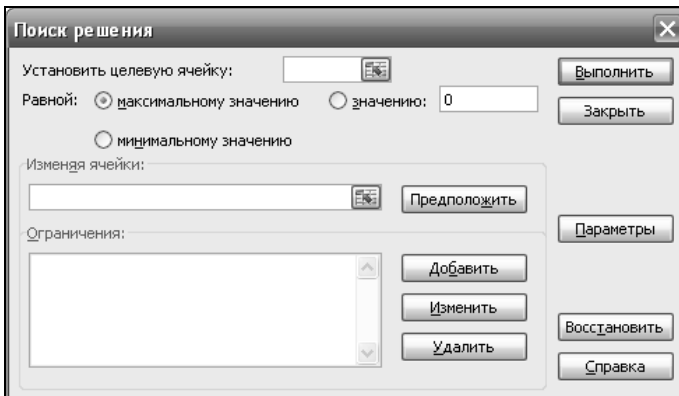 Поиск решения
Установить целевую ячейку:
Выполнить
Равной: максимальному значению значению: 0
Закрыть
минимальному значению
Изменяя ячейки:
Предположить
Ограничения:
Параметры
Добавить
Изменить
Восстановить
Удалить
Справка